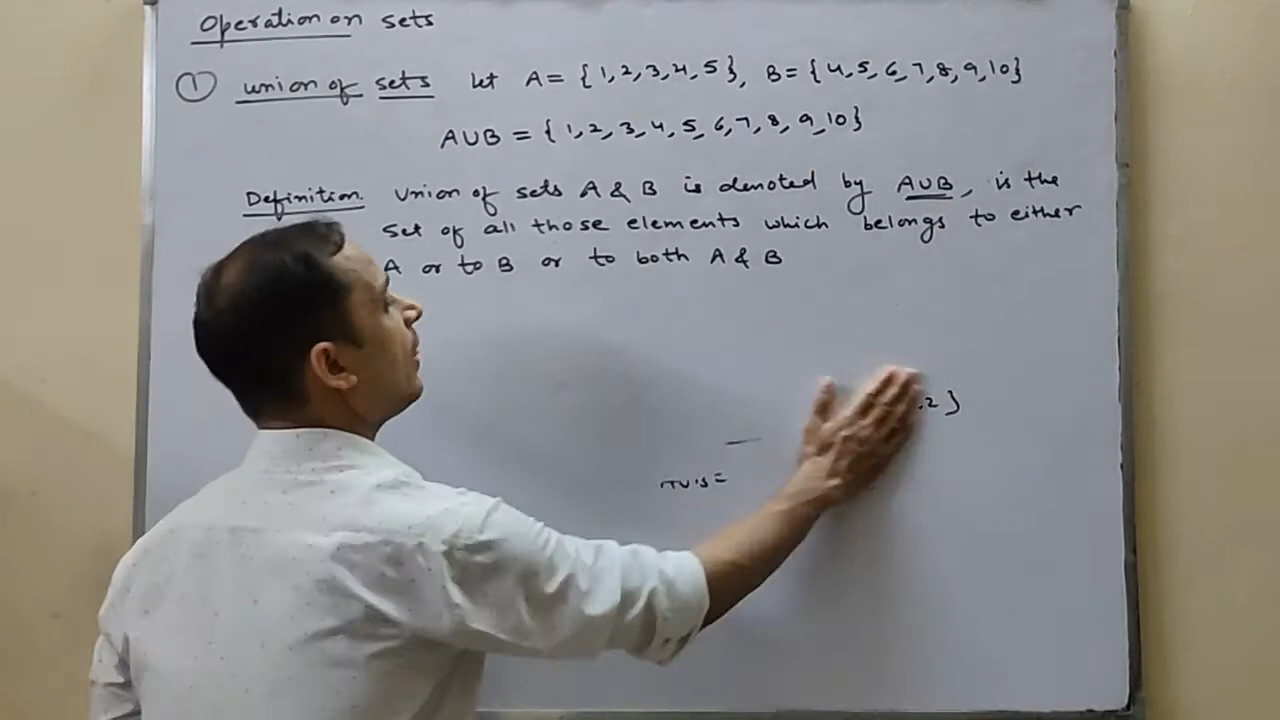 Operation on sets
① union of sets let A = { 1, 2, 3, 4, 5 }, B = { 4, 5, 6, 7, 8, 9, 10 }
A∪B = { 1, 2, 3, 4, 5, 6, 7, 8, 9, 10 }
Definition Union of sets A & B is denoted by A∪B, is the
set of all those elements which belongs to either
A or to B or to both A & B